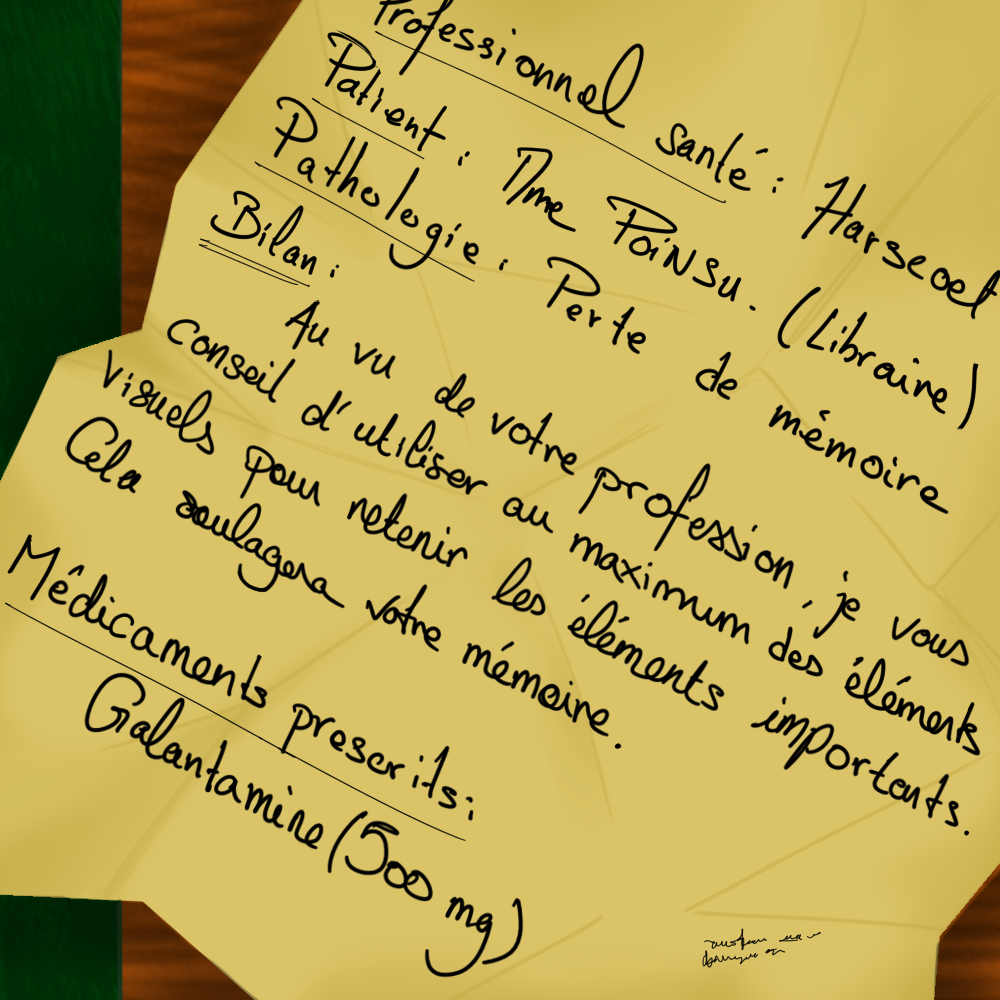 Professionnel santé : Harscoet
Patient : Mme POINSU. (Libraire)
Pathologie : Perte de mémoire
Bilan :
Au vu de votre profession, je vous
conseil d'utiliser au maximum des éléments
visuels pour retenir les éléments importants.
Cela soulagera votre mémoire.
Médicaments prescrits :
Galantamine (500 mg)